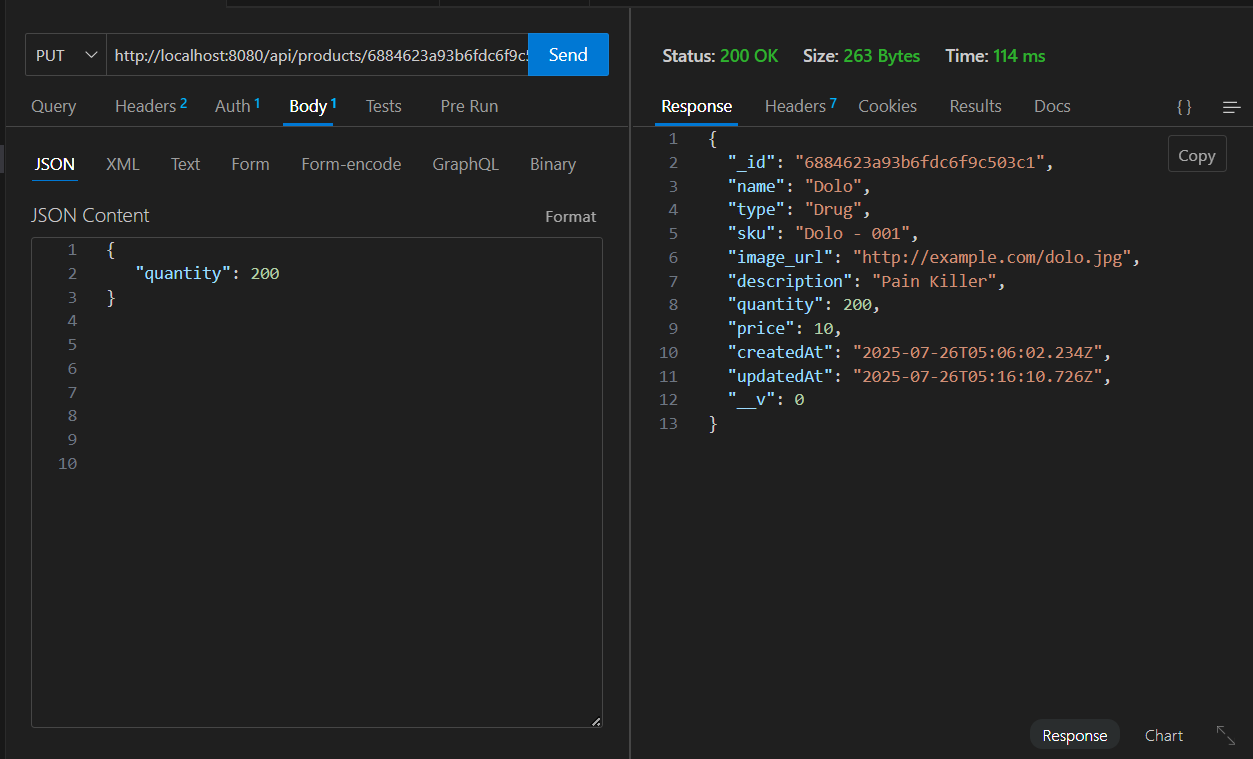 PUT http://localhost:8080/api/products/6884623a93b6fdc6f9c5 Send
Query Headers 2 Auth 1 Body 1 Tests Pre Run
JSON XML Text Form Form-encode GraphQL Binary
JSON Content Format
1 {
2 "quantity": 200
3 }
4
5
6
7
8
9
10
Status: 200 OK Size: 263 Bytes Time: 114 ms
Response Headers 7 Cookies Results Docs { }
Copy
1 {
2 "_id": "6884623a93b6fdc6f9c503c1",
3 "name": "Dolo",
4 "type": "Drug",
5 "sku": "Dolo - 001",
6 "image_url": "http://example.com/dolo.jpg",
7 "description": "Pain Killer",
8 "quantity": 200,
9 "price": 10,
10 "createdAt": "2025-07-26T05:06:02.234Z",
11 "updatedAt": "2025-07-26T05:16:10.726Z",
12 "__v": 0
13 }
Response Chart